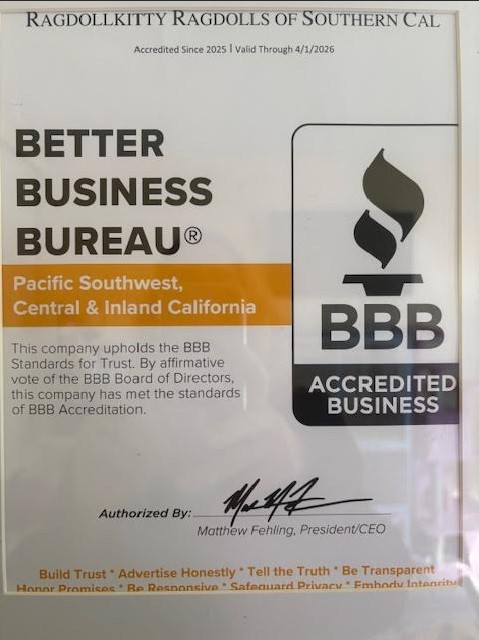 RAGDOLLKITTY RAGDOLLS OF SOUTHERN CAL
Accredited Since 2025 | Valid Through 4/1/2026
BETTER
BUSINESS
BUREAU®
Pacific Southwest,
Central & Inland California
This company upholds the BBB
Standards for Trust. By affirmative
vote of the BBB Board of Directors,
this company has met the standards
of BBB Accreditation.
BBB
ACCREDITED
BUSINESS
Authorized By:
Matthew Fehling, President/CEO
Build Trust * Advertise Honestly * Tell the Truth * Be Transparent
Honor Promises * Be Responsive * Safeguard Privacy * Embody Integrity